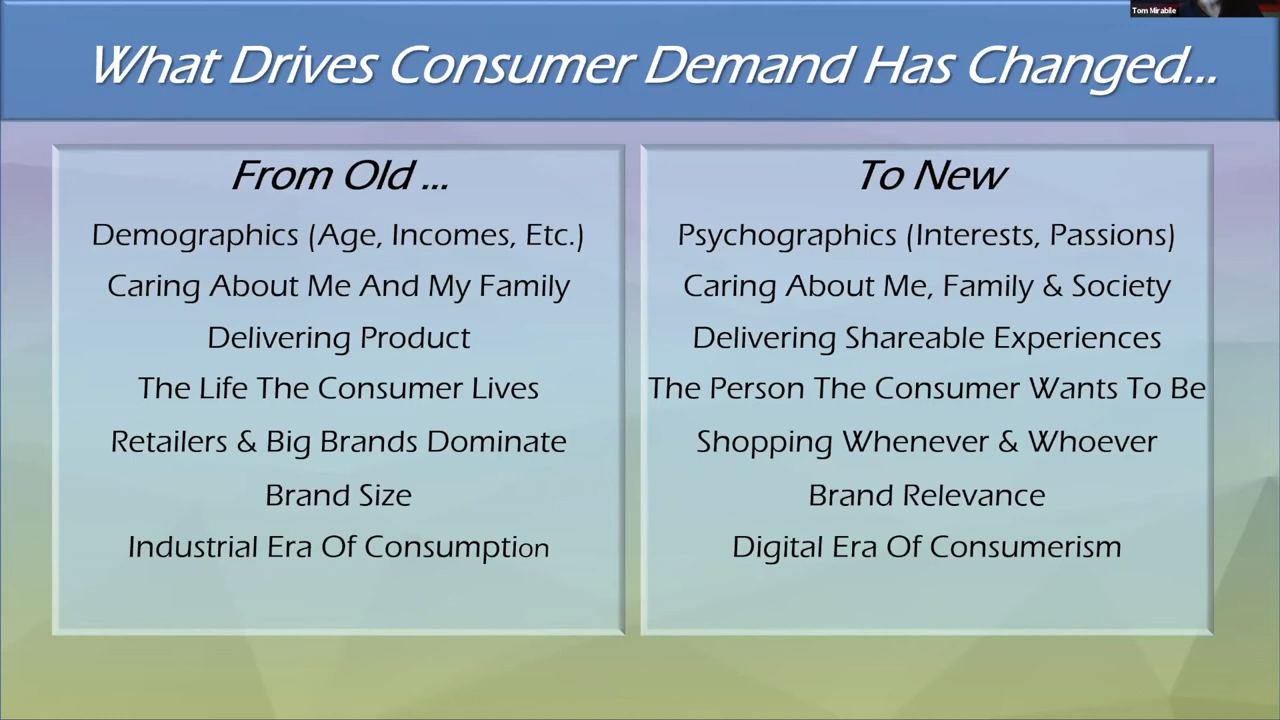 Tom Mirabile
What Drives Consumer Demand Has Changed...
From Old ...
Demographics (Age, Incomes, Etc.)
Caring About Me And My Family
Delivering Product
The Life The Consumer Lives
Retailers & Big Brands Dominate
Brand Size
Industrial Era Of Consumption
To New
Psychographics (Interests, Passions)
Caring About Me, Family & Society
Delivering Shareable Experiences
The Person The Consumer Wants To Be
Shopping Whenever & Whoever
Brand Relevance
Digital Era Of Consumerism